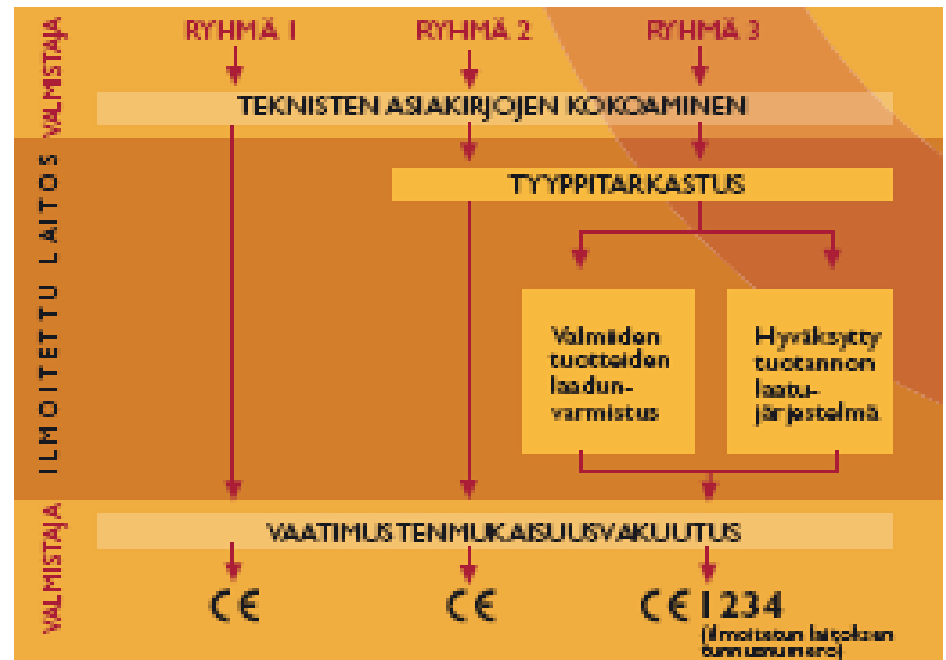 VALMISTAJA
RYHMÄ 1
RYHMÄ 2
RYHMÄ 3
TEKNISTEN ASIAKIRJOJEN KOKOAMINEN
ILMOITETTU LAITOS
TYYPPITARKASTUS
Valmiiden
tuotteiden
laadun-
varmistus
Hyväksytty
tuotannon
laatu-
järjestelmä
VALMISTAJA
VAATIMUSTENMUKAISUUSVAKUUTUS
CE
CE
CE 1234
(ilmoitetun laitoksen
tunnusnumero)